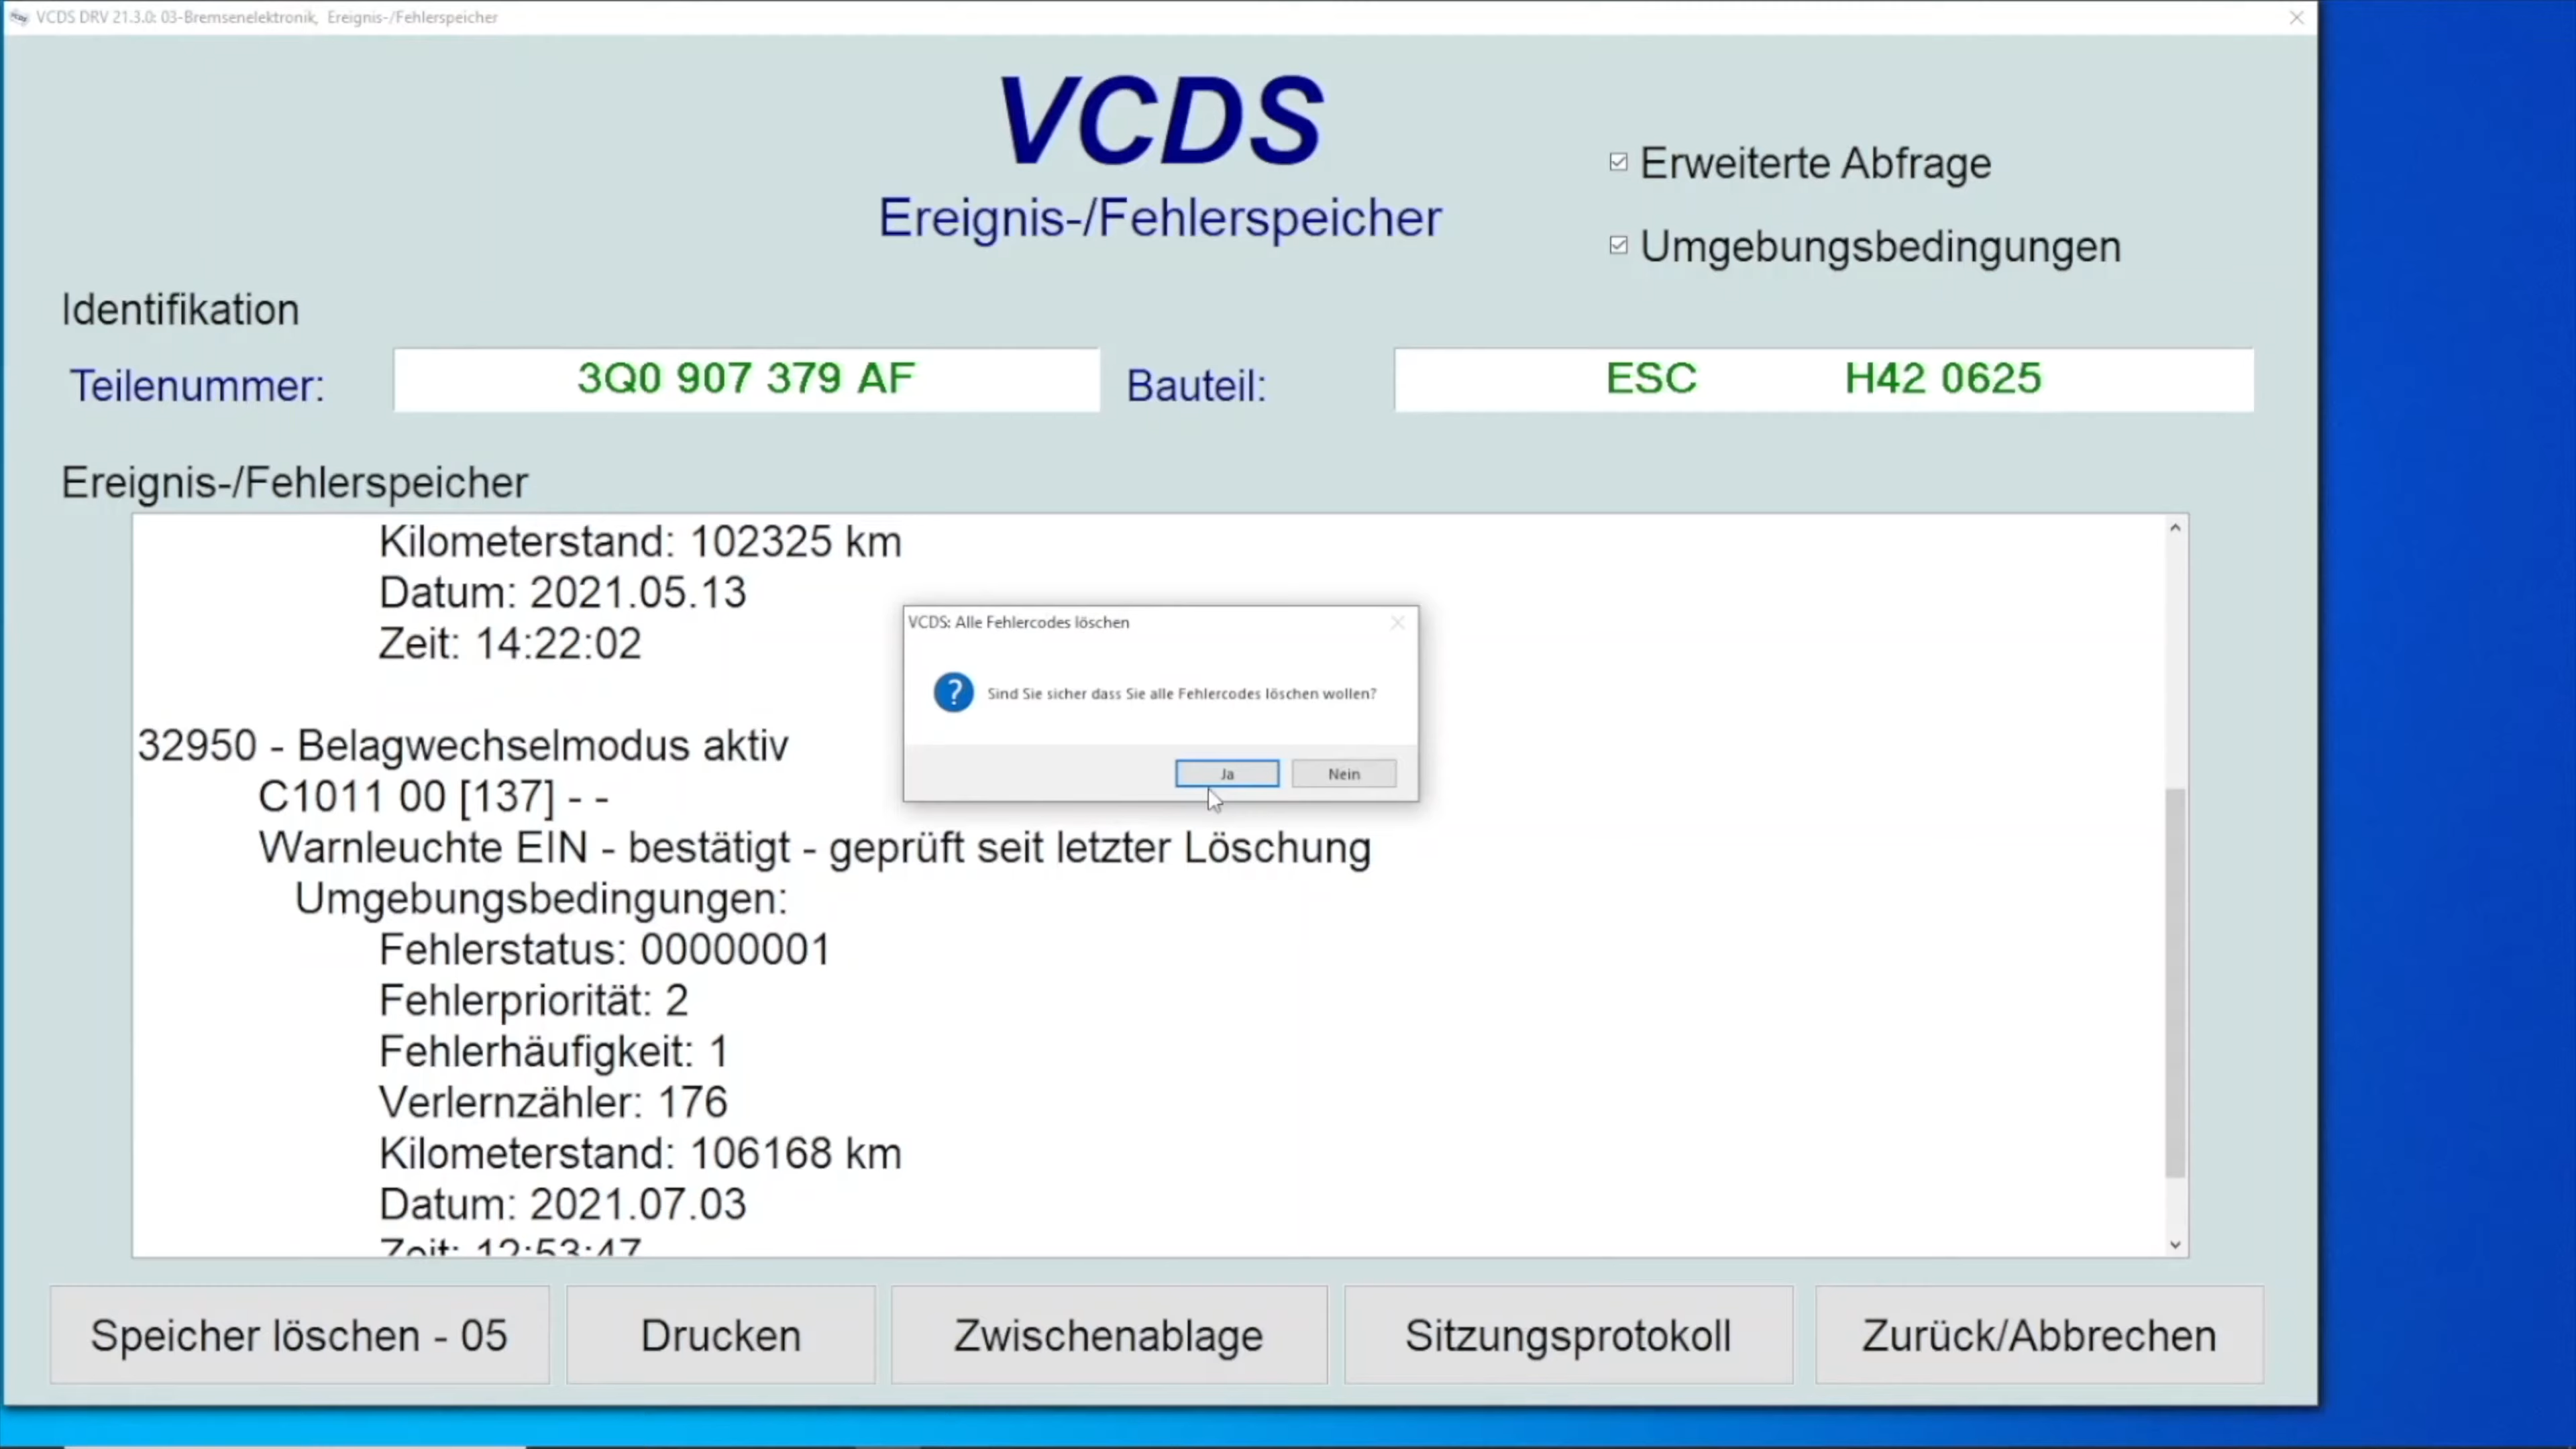 VCDS DRV 21.3.0: 03-Bremsenelektronik, Ereignis-/Fehlerspeicher
VCDS
Ereignis-/Fehlerspeicher
Erweiterte Abfrage
Umgebungsbedingungen
Identifikation
Teilenummer: 3Q0 907 379 AF Bauteil: ESC H42 0625
Ereignis-/Fehlerspeicher
Kilometerstand: 102325 km
Datum: 2021.05.13
Zeit: 14:22:02
VCDS: Alle Fehlercodes löschen
? Sind Sie sicher dass Sie alle Fehlercodes löschen wollen?
Ja Nein
32950 - Belagwechselmodus aktiv
C1011 00 [137] - -
Warnleuchte EIN - bestätigt - geprüft seit letzter Löschung
Umgebungsbedingungen:
Fehlerstatus: 00000001
Fehlerpriorität: 2
Fehlerhäufigkeit: 1
Verlernzähler: 176
Kilometerstand: 106168 km
Datum: 2021.07.03
Zeit: 12:53:47
Speicher löschen - 05 Drucken Zwischenablage Sitzungsprotokoll Zurück/Abbrechen